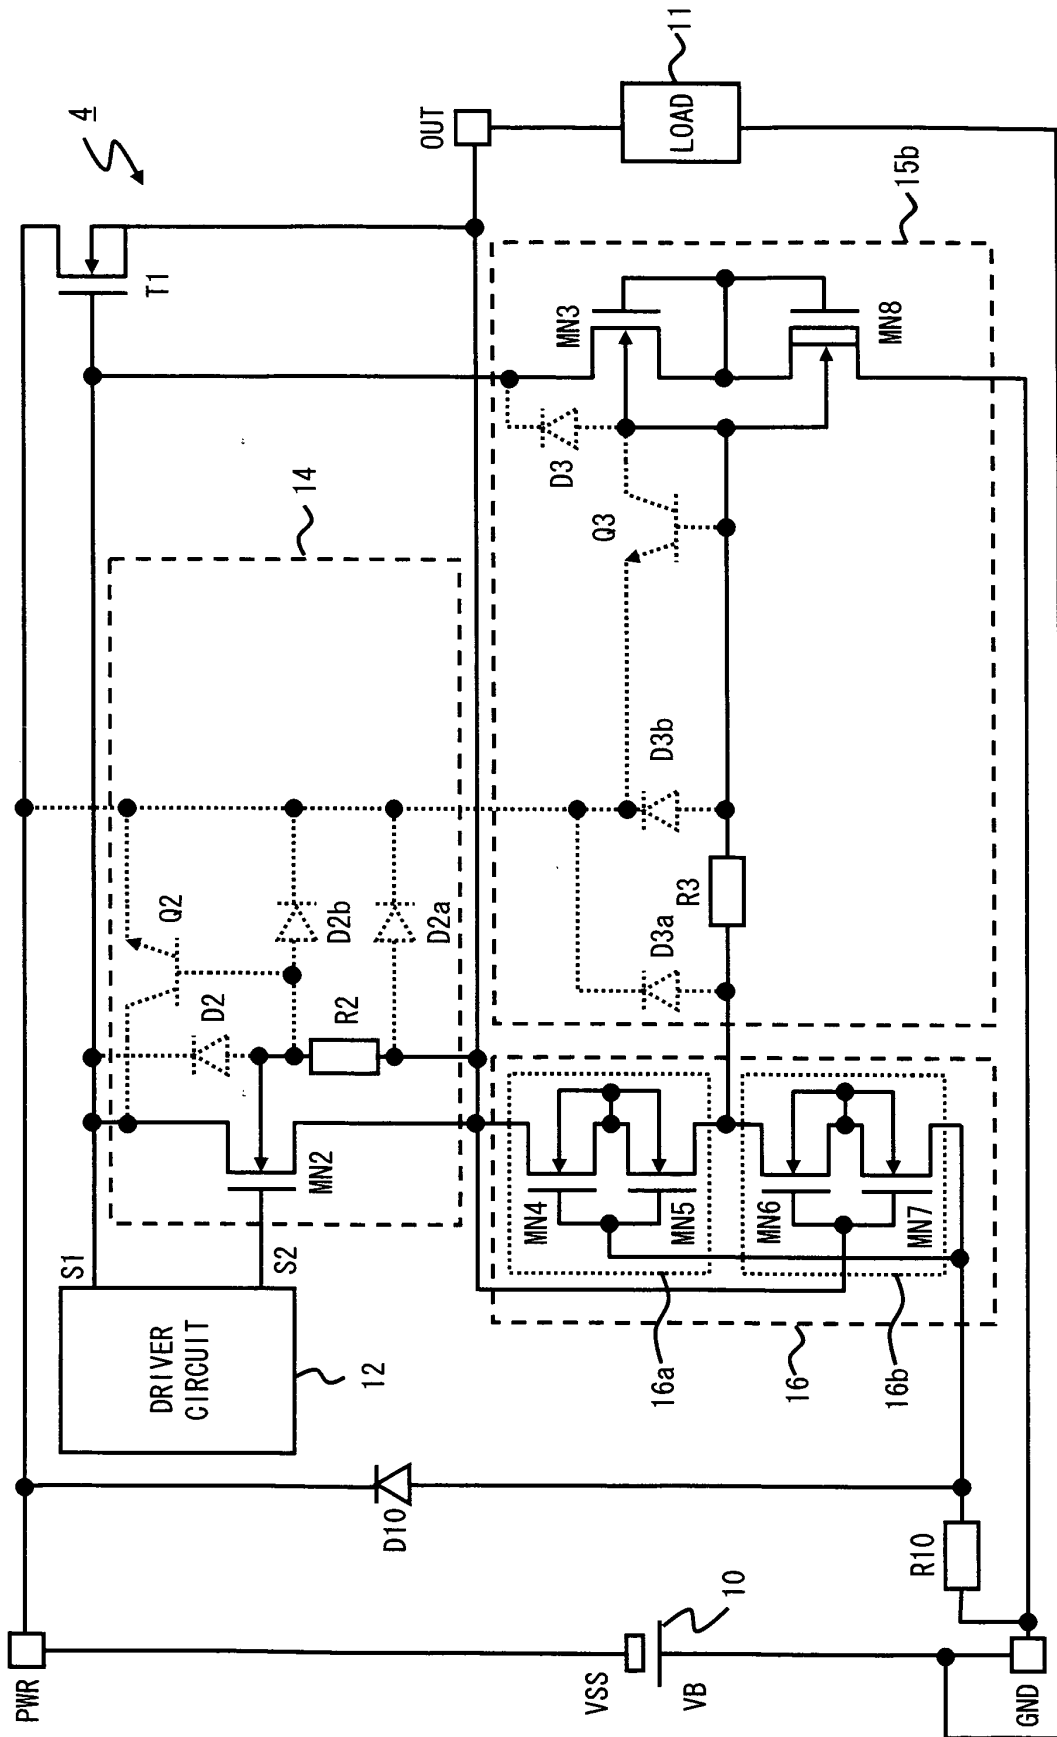 4
PWR
T1
OUT
LOAD
11
DRIVER
CIRCUIT
12
S1
S2
14
Q2
D2
D2b
D2a
R2
MN2
D10
VSS
VB
10
GND
R10
16
16a
16b
MN4
MN5
MN6
MN7
15b
MN3
MN8
D3
Q3
D3b
D3a
R3